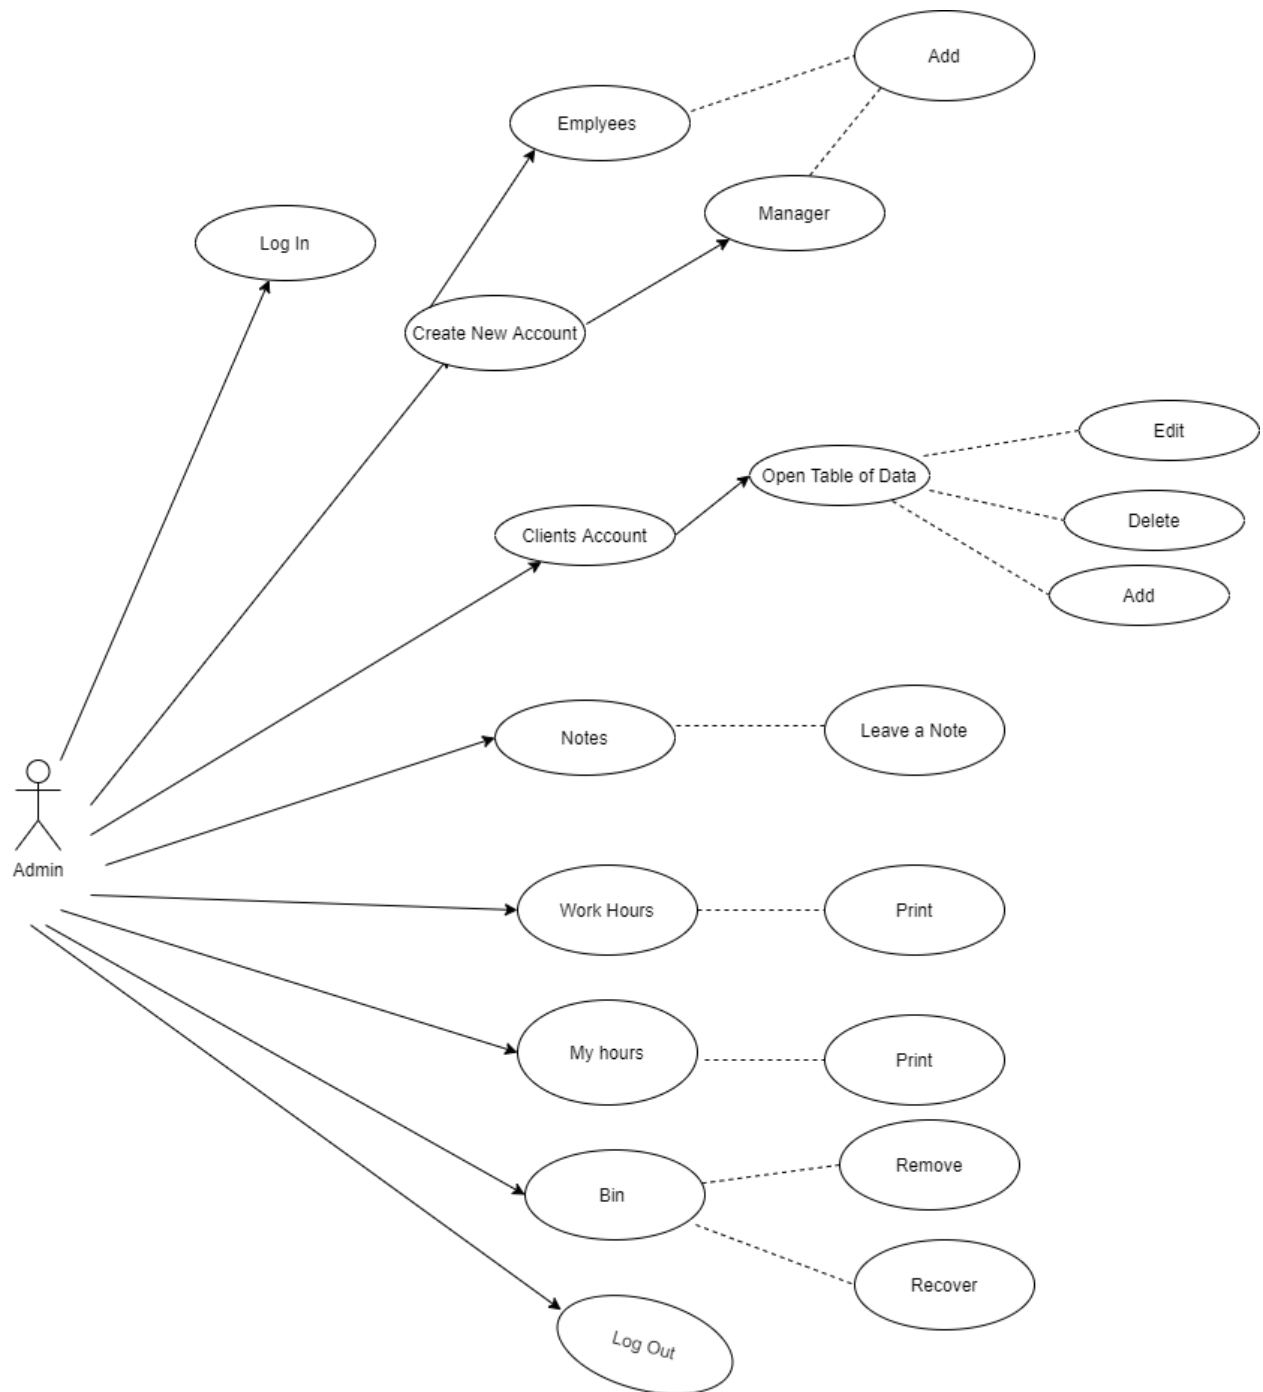 Add
Emplyees
Manager
Log In
Create New Account
Edit
Open Table of Data
Delete
Clients Account
Add
Leave a Note
Notes
Admin
Work Hours
Print
My hours
Print
Remove
Bin
Recover
Log Out